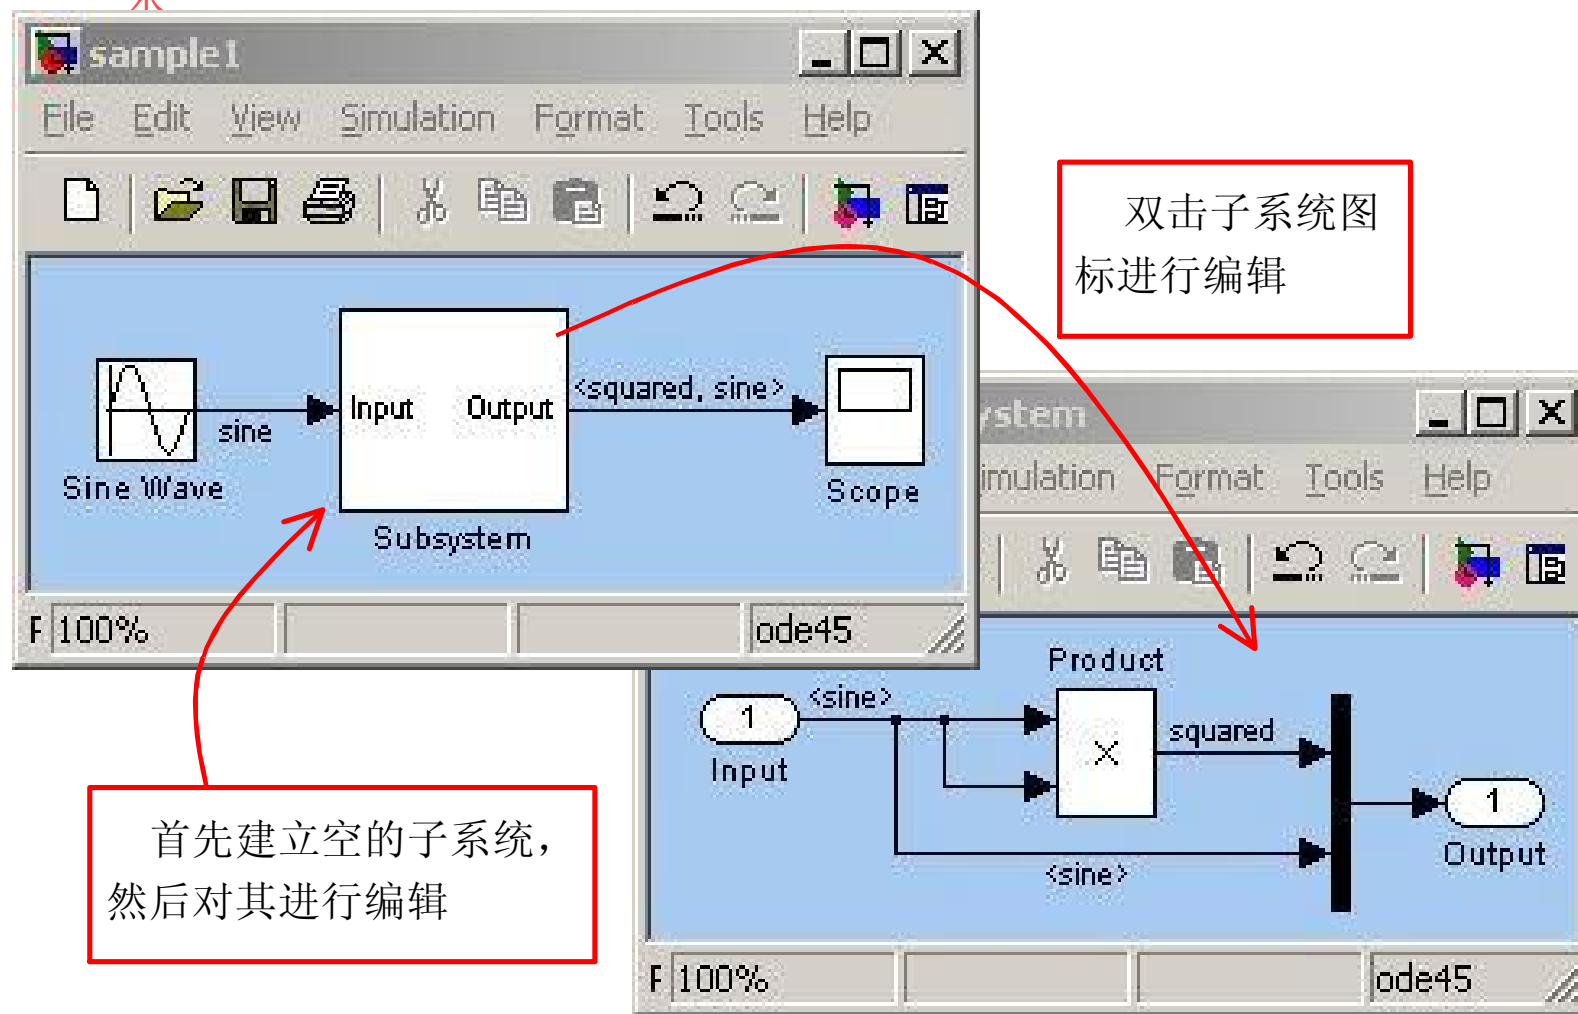 sample1
File Edit View Simulation Format Tools Help
双击子系统图
标进行编辑
Input Output
<squared, sine>
sine
Sine Wave
Scope
Subsystem
100% ode45
ystem
imulation Format Tools Help
Product
<sine>
1
squared
Input
×
1
Output
<sine>
首先建立空的子系统，
然后对其进行编辑
100% ode45